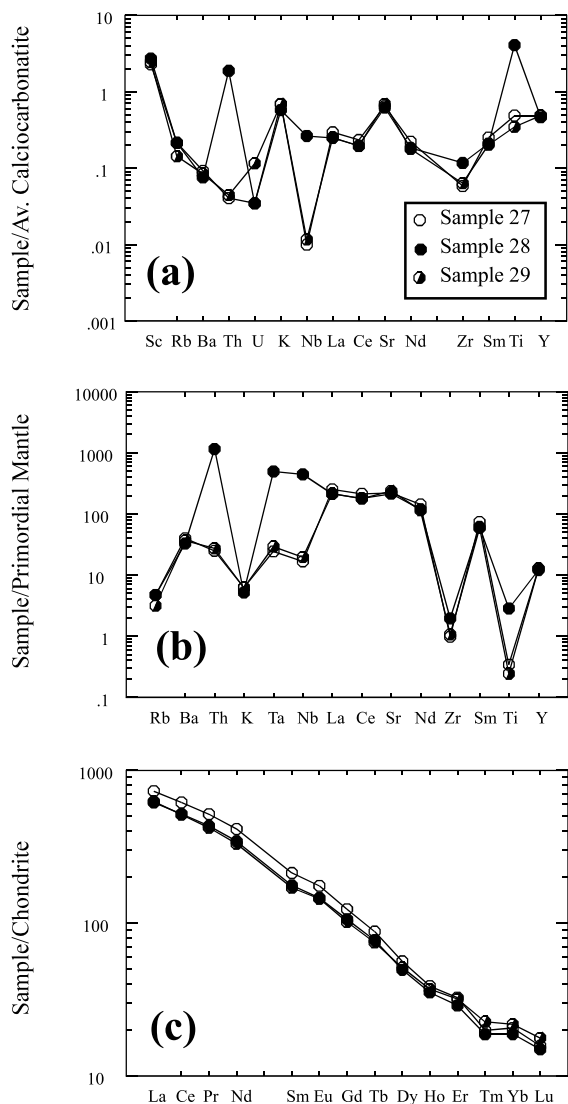 10
1
.1
.01
.001
Sample/Av. Calciocarbonatite
(a)
Sample 27
Sample 28
Sample 29
Sc Rb Ba Th U K Nb La Ce Sr Nd Zr Sm Ti Y
10000
1000
100
10
1
.1
Sample/Primordial Mantle
(b)
Rb Ba Th K Ta Nb La Ce Sr Nd Zr Sm Ti Y
1000
100
10
Sample/Chondrite
(c)
La Ce Pr Nd Sm Eu Gd Tb Dy Ho Er Tm Yb Lu